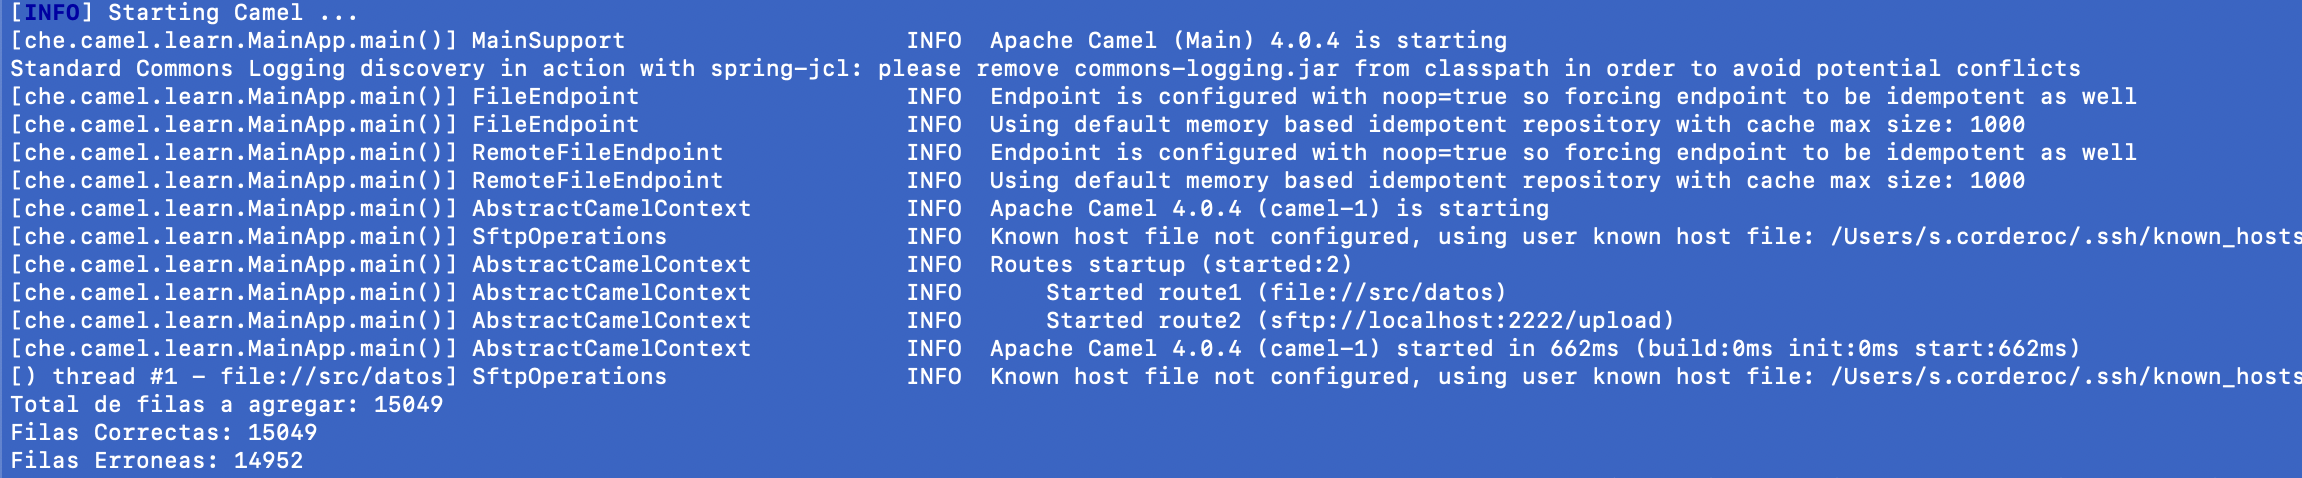 [INFO] Starting Camel ...
[che.camel.learn.MainApp.main()] MainSupport                    INFO  Apache Camel (Main) 4.0.4 is starting
Standard Commons Logging discovery in action with spring-jcl: please remove commons-logging.jar from classpath in order to avoid potential conflicts
[che.camel.learn.MainApp.main()] FileEndpoint                   INFO  Endpoint is configured with noop=true so forcing endpoint to be idempotent as well
[che.camel.learn.MainApp.main()] FileEndpoint                   INFO  Using default memory based idempotent repository with cache max size: 1000
[che.camel.learn.MainApp.main()] RemoteFileEndpoint             INFO  Endpoint is configured with noop=true so forcing endpoint to be idempotent as well
[che.camel.learn.MainApp.main()] RemoteFileEndpoint             INFO  Using default memory based idempotent repository with cache max size: 1000
[che.camel.learn.MainApp.main()] AbstractCamelContext           INFO  Apache Camel 4.0.4 (camel-1) is starting
[che.camel.learn.MainApp.main()] SftpOperations                 INFO  Known host file not configured, using user known host file: /Users/s.corderoc/.ssh/known_hosts
[che.camel.learn.MainApp.main()] AbstractCamelContext           INFO  Routes startup (started:2)
[che.camel.learn.MainApp.main()] AbstractCamelContext           INFO      Started route1 (file://src/datos)
[che.camel.learn.MainApp.main()] AbstractCamelContext           INFO      Started route2 (sftp://localhost:2222/upload)
[che.camel.learn.MainApp.main()] AbstractCamelContext           INFO  Apache Camel 4.0.4 (camel-1) started in 662ms (build:0ms init:0ms start:662ms)
[) thread #1 - file://src/datos] SftpOperations                 INFO  Known host file not configured, using user known host file: /Users/s.corderoc/.ssh/known_hosts
Total de filas a agregar: 15049
Filas Correctas: 15049
Filas Erroneas: 14952